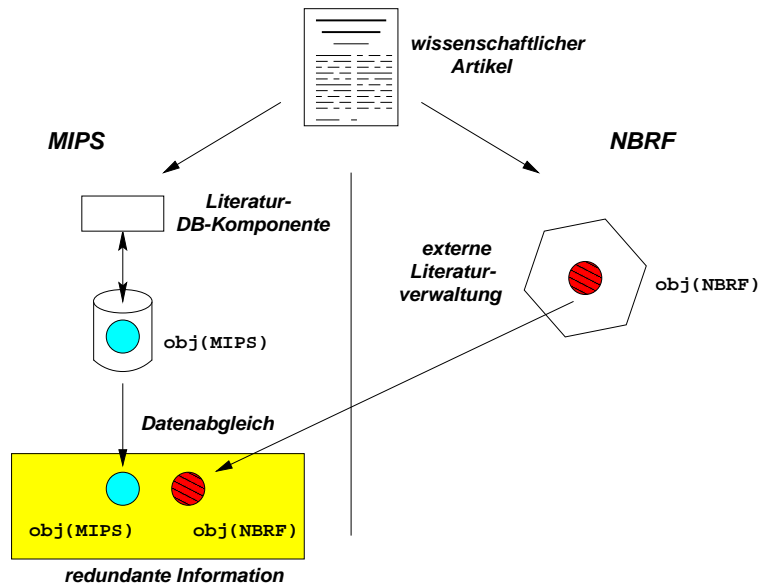 wissenschaftlicher
Artikel
MIPS
NBRF
Literatur-
DB-Komponente
externe
Literatur-
verwaltung
obj(NBRF)
obj(MIPS)
Datenabgleich
obj(MIPS)
obj(NBRF)
redundante Information